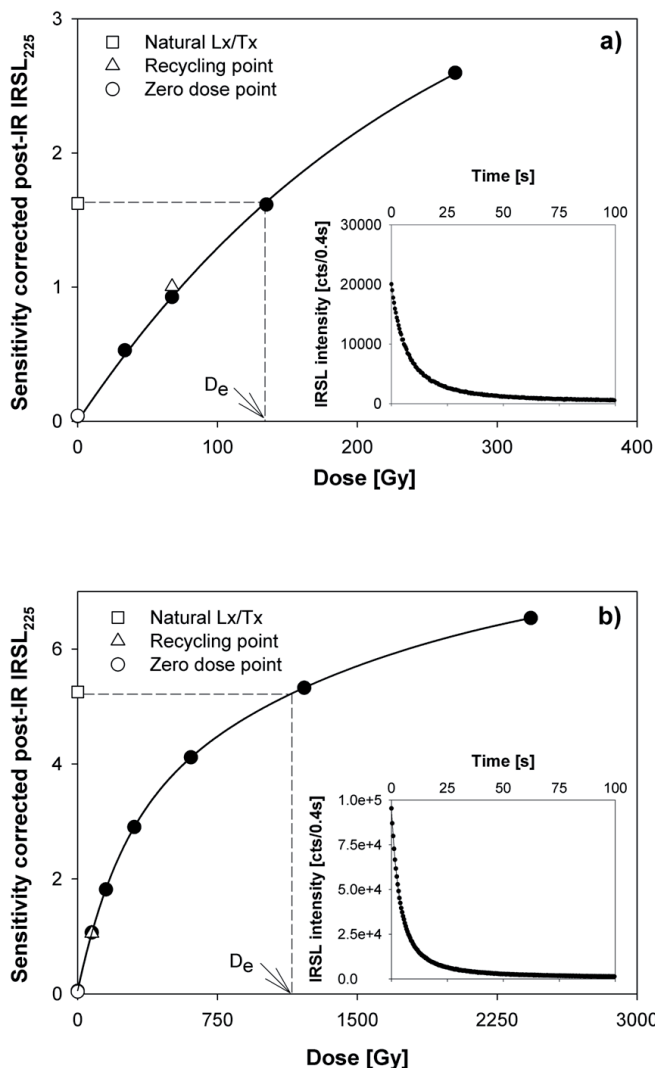 a)
Natural Lx/Tx
Recycling point
Zero dose point
Sensitivity corrected post-IR IRSL225
3
2
1
0
0 100 200 300 400
Dose [Gy]
De
Time [s]
0 25 50 75 100
IRSL intensity [cts/0.4s]
30000
20000
10000
0
b)
Natural Lx/Tx
Recycling point
Zero dose point
Sensitivity corrected post-IR IRSL225
6
4
2
0
0 750 1500 2250 3000
Dose [Gy]
De
Time [s]
0 25 50 75 100
IRSL intensity [cts/0.4s]
1.0e+5
7.5e+4
5.0e+4
2.5e+4
0.0